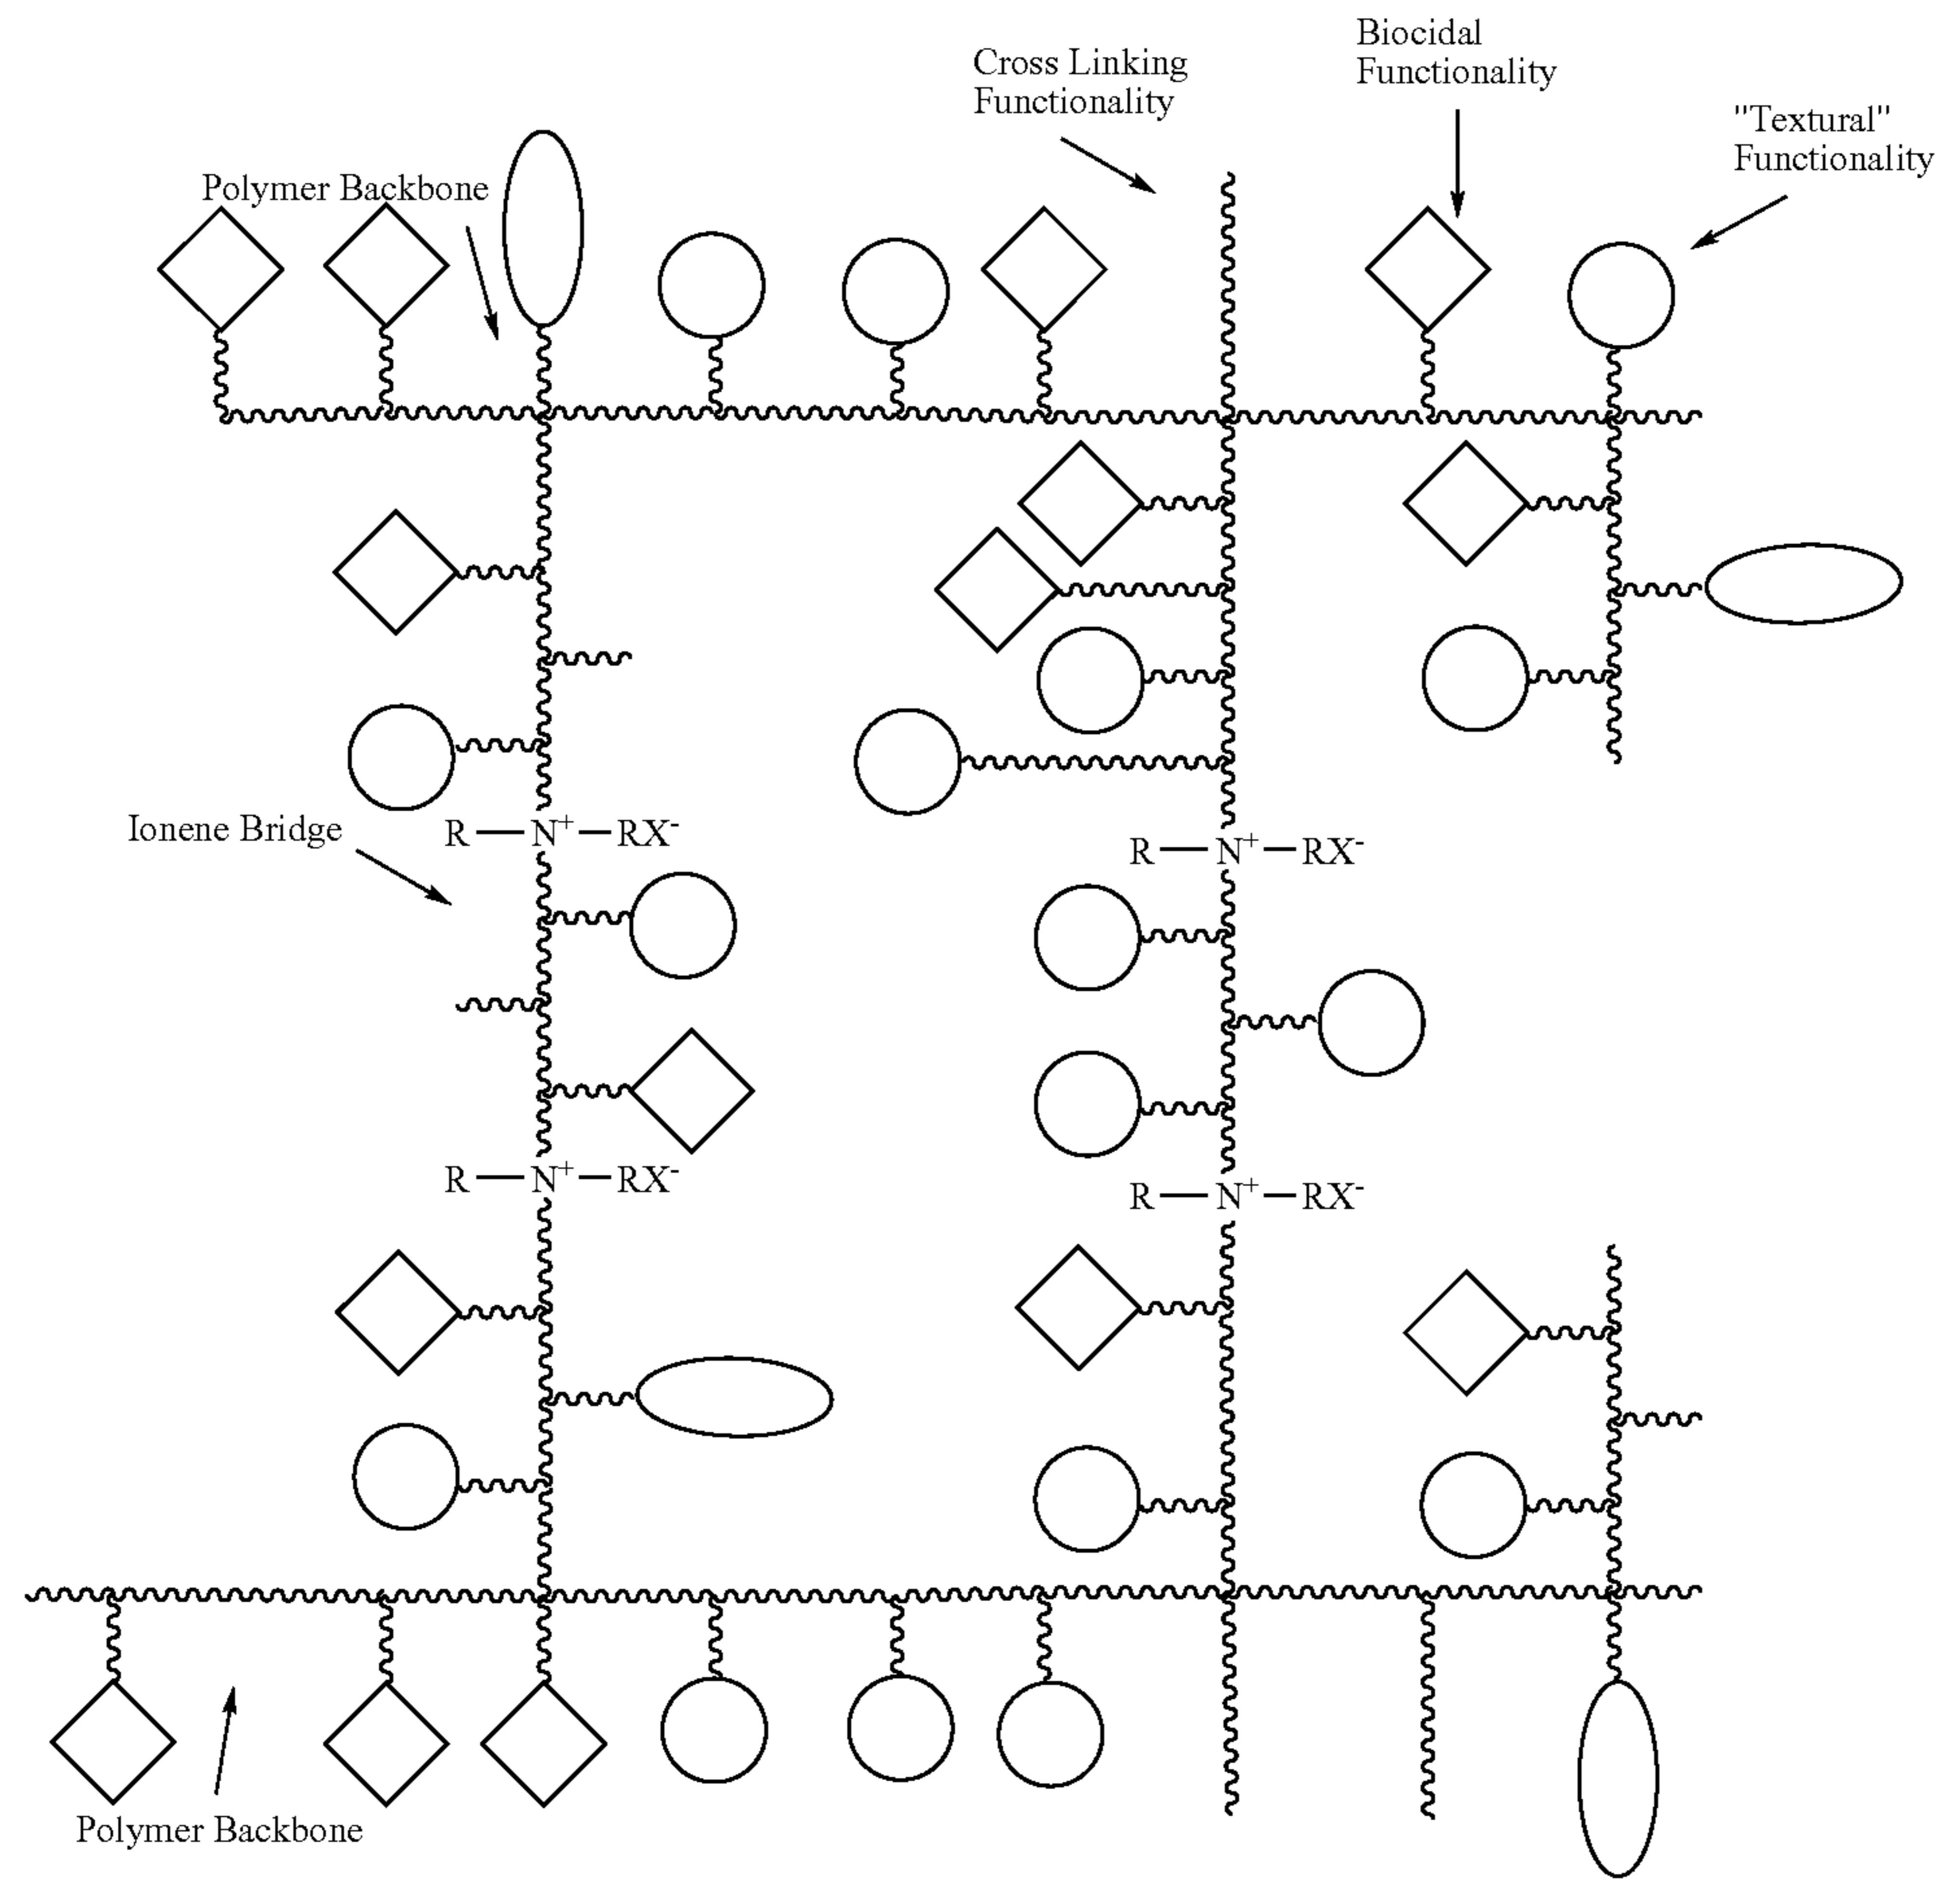 Biocidal
Functionality
Cross Linking
Functionality
"Textural"
Functionality
Polymer Backbone
Ionene Bridge
R—N⁺—RX⁻
R—N⁺—RX⁻
R—N⁺—RX⁻
R—N⁺—RX⁻
Polymer Backbone